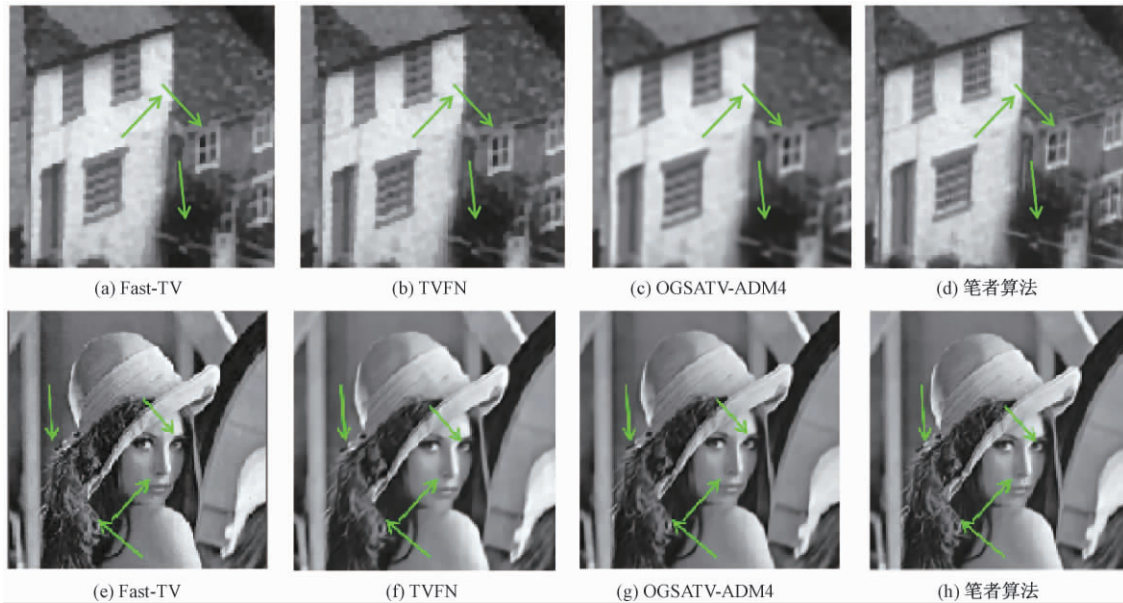 (a) Fast-TV
(b) TVFN
(c) OGSATV-ADM4
(d) 笔者算法
(e) Fast-TV
(f) TVFN
(g) OGSATV-ADM4
(h) 笔者算法